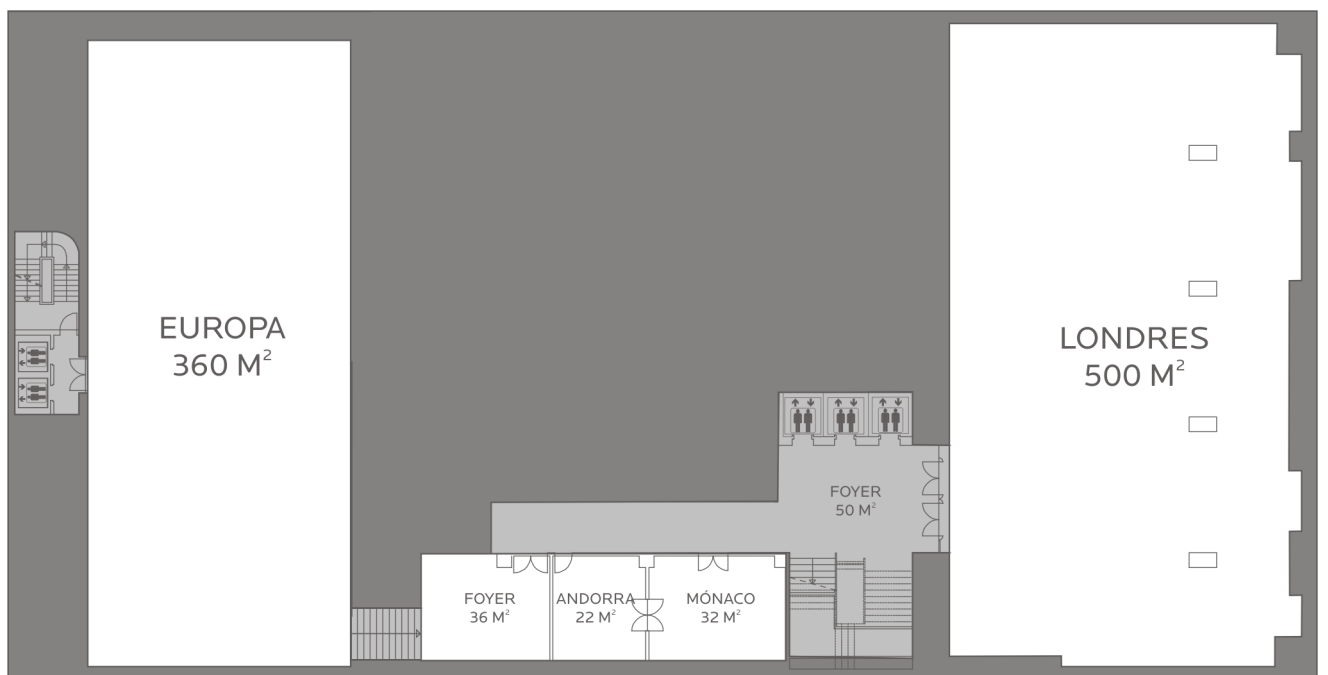 EUROPA
360 M²
LONDRES
500 M²
FOYER
50 M²
FOYER
36 M²
ANDORRA
22 M²
MÓNACO
32 M²